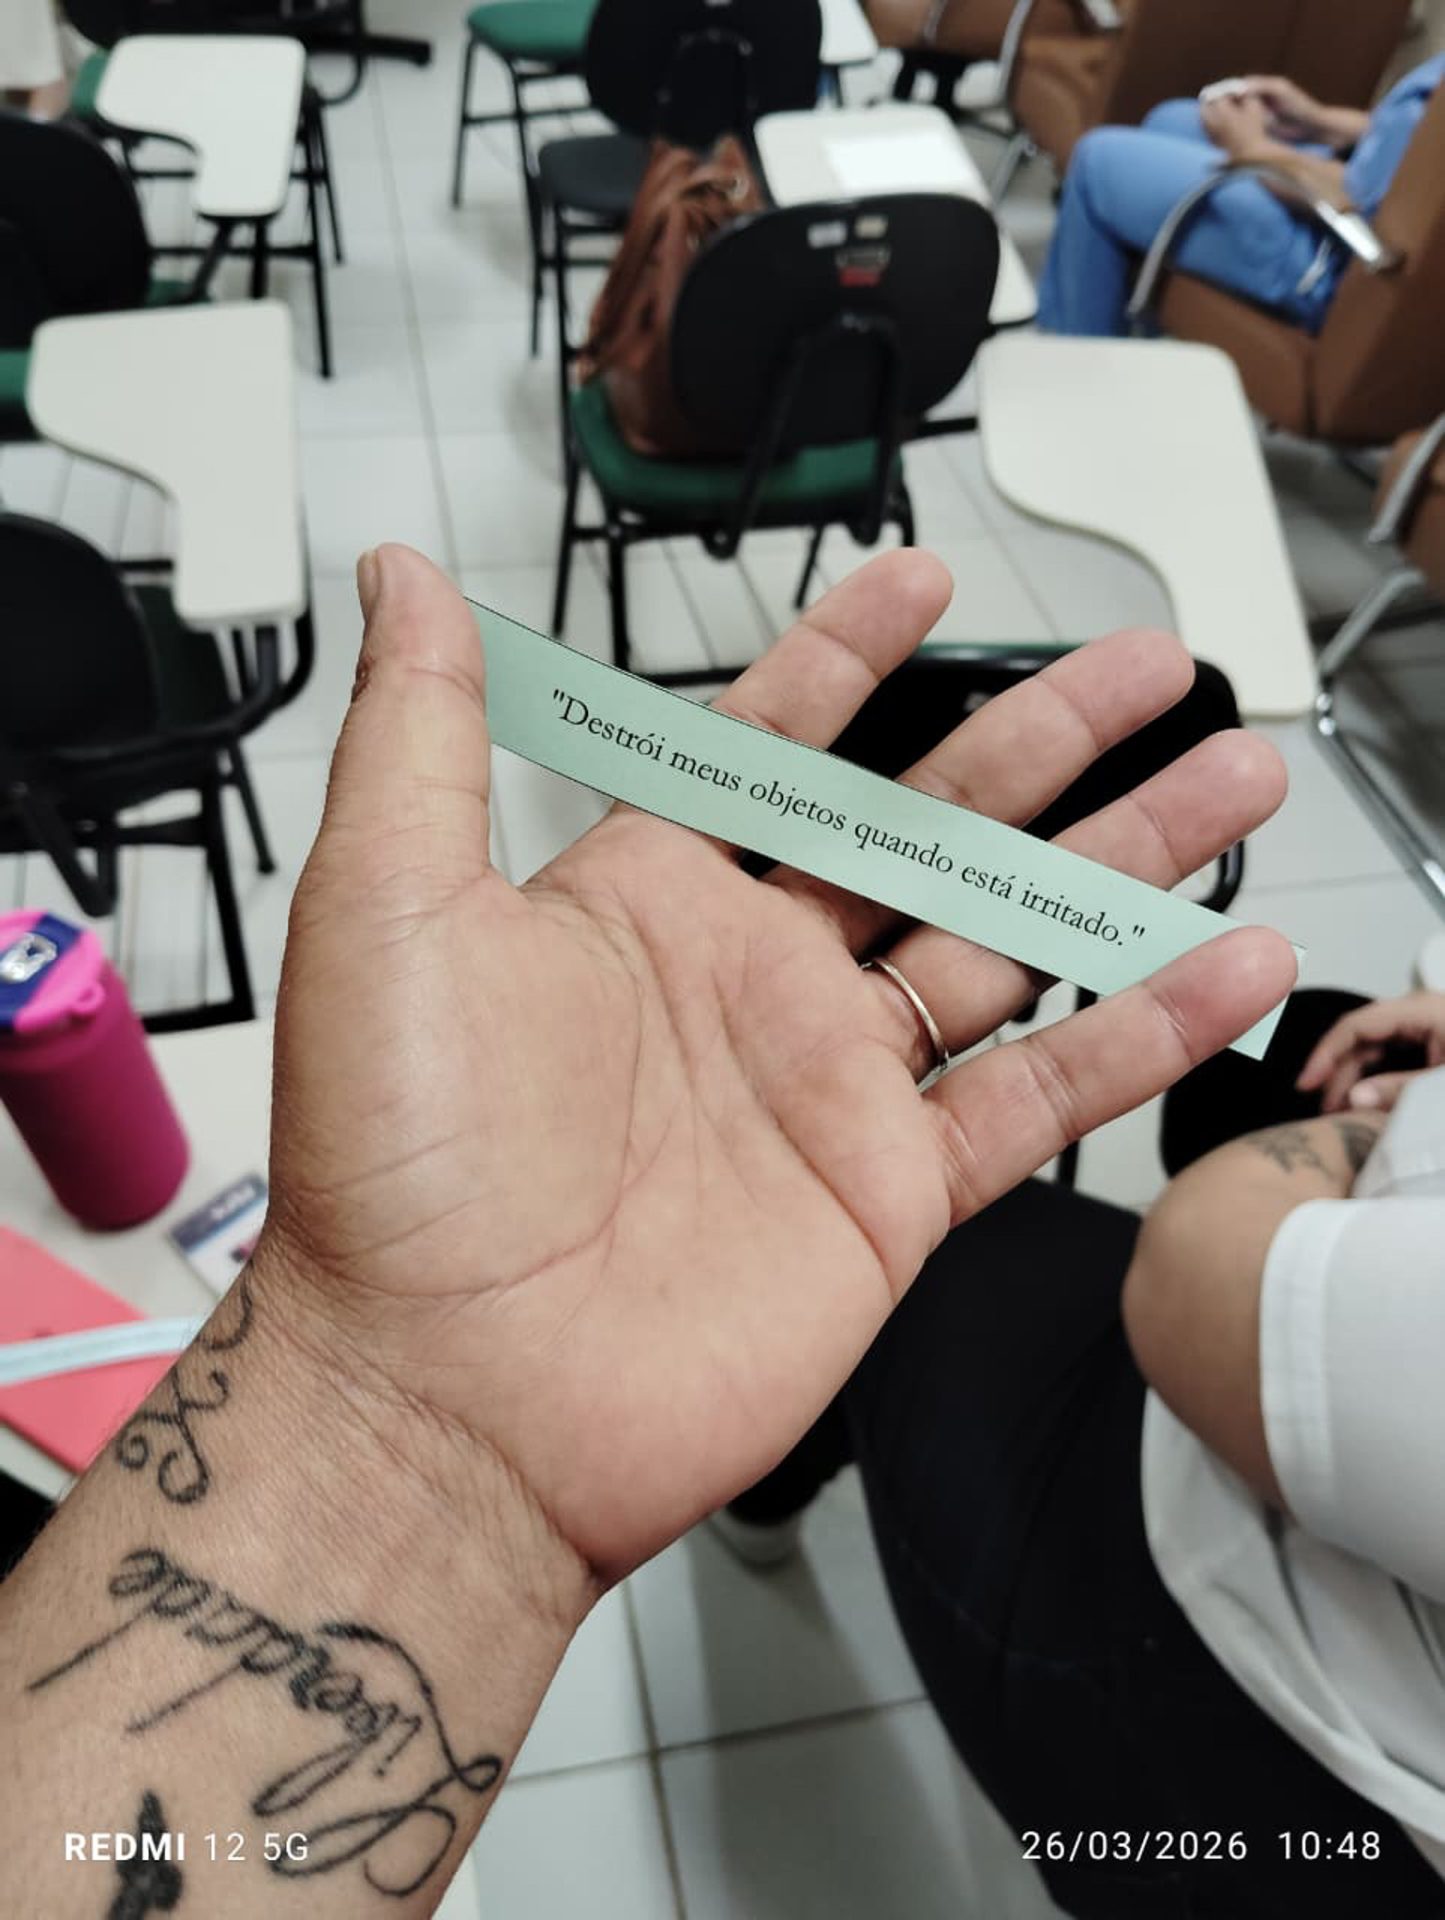 "Destrói meus objetos quando está irritado."
Liberdade
REDMI 12 5G
26/03/2026 10:48